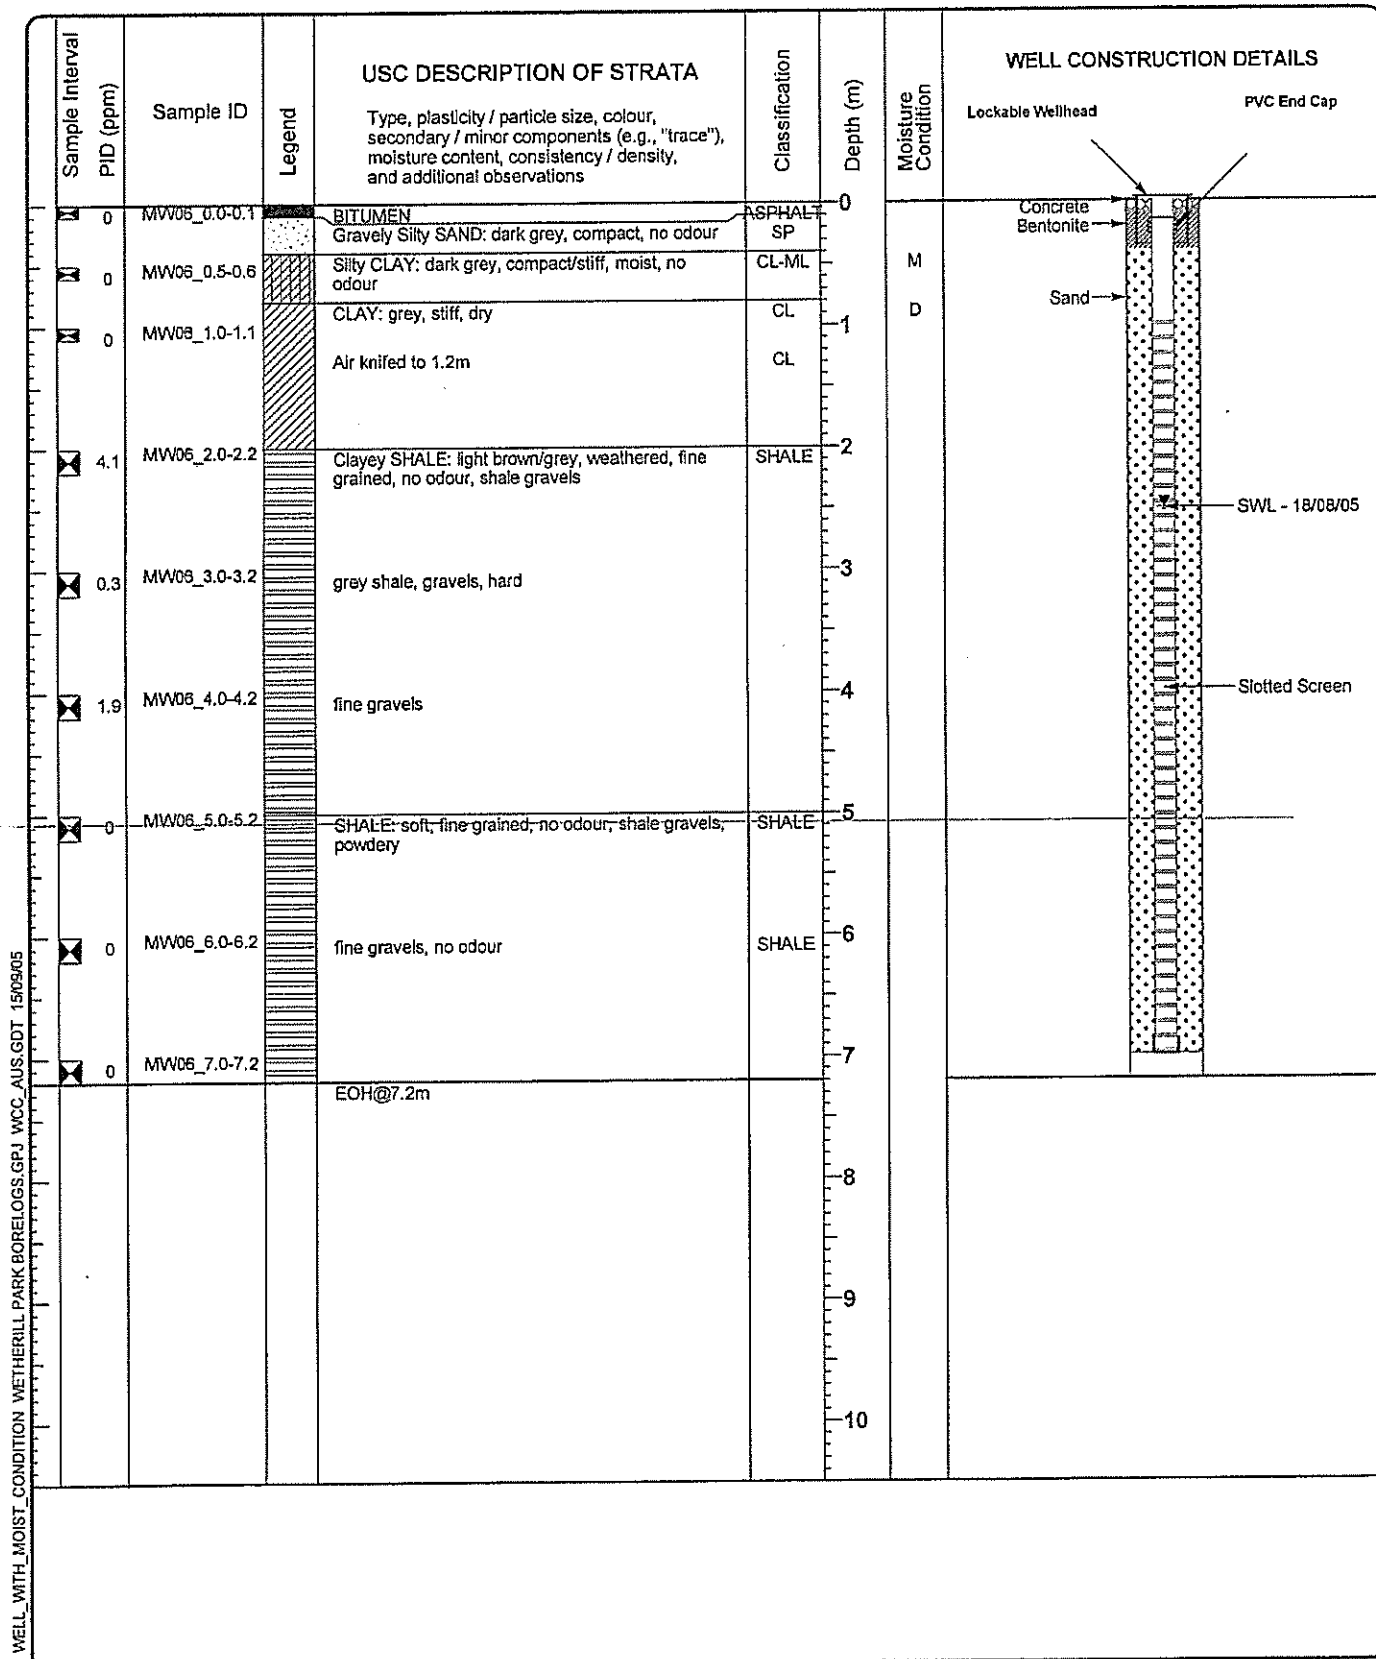 Sample Interval
PID (ppm)
Sample ID
Legend
USC DESCRIPTION OF STRATA
Type, plasticity / particle size, colour,
secondary / minor components (e.g., "trace"),
moisture content, consistency / density,
and additional observations
Classification
Depth (m)
Moisture
Condition
WELL CONSTRUCTION DETAILS
Lockable Wellhead
PVC End Cap
0 MW06_0.0-0.1 BITUMEN ASPHALT 0
Concrete
Gravely Silty SAND: dark grey, compact, no odour SP
Bentonite
0 MW06_0.5-0.6 Silty CLAY: dark grey, compact/stiff, moist, no CL-ML M
odour
Sand
CLAY: grey, stiff, dry CL D
0 MW06_1.0-1.1 1
Air knifed to 1.2m CL
2
4.1 MW06_2.0-2.2 Clayey SHALE: light brown/grey, weathered, fine SHALE
grained, no odour, shale gravels
SWL - 18/08/05
3
0.3 MW06_3.0-3.2 grey shale, gravels, hard
4
Slotted Screen
1.9 MW06_4.0-4.2 fine gravels
5
0 MW06_5.0-5.2 SHALE: soft, fine grained, no odour, shale gravels, SHALE
powdery
6
0 MW06_6.0-6.2 fine gravels, no odour SHALE
7
0 MW06_7.0-7.2
EOH@7.2m
8
9
10
WELL_WITH_MOIST_CONDITION WETHERILL PARK BORELOGS.GPJ WCC_AUS.GDT 15/09/05